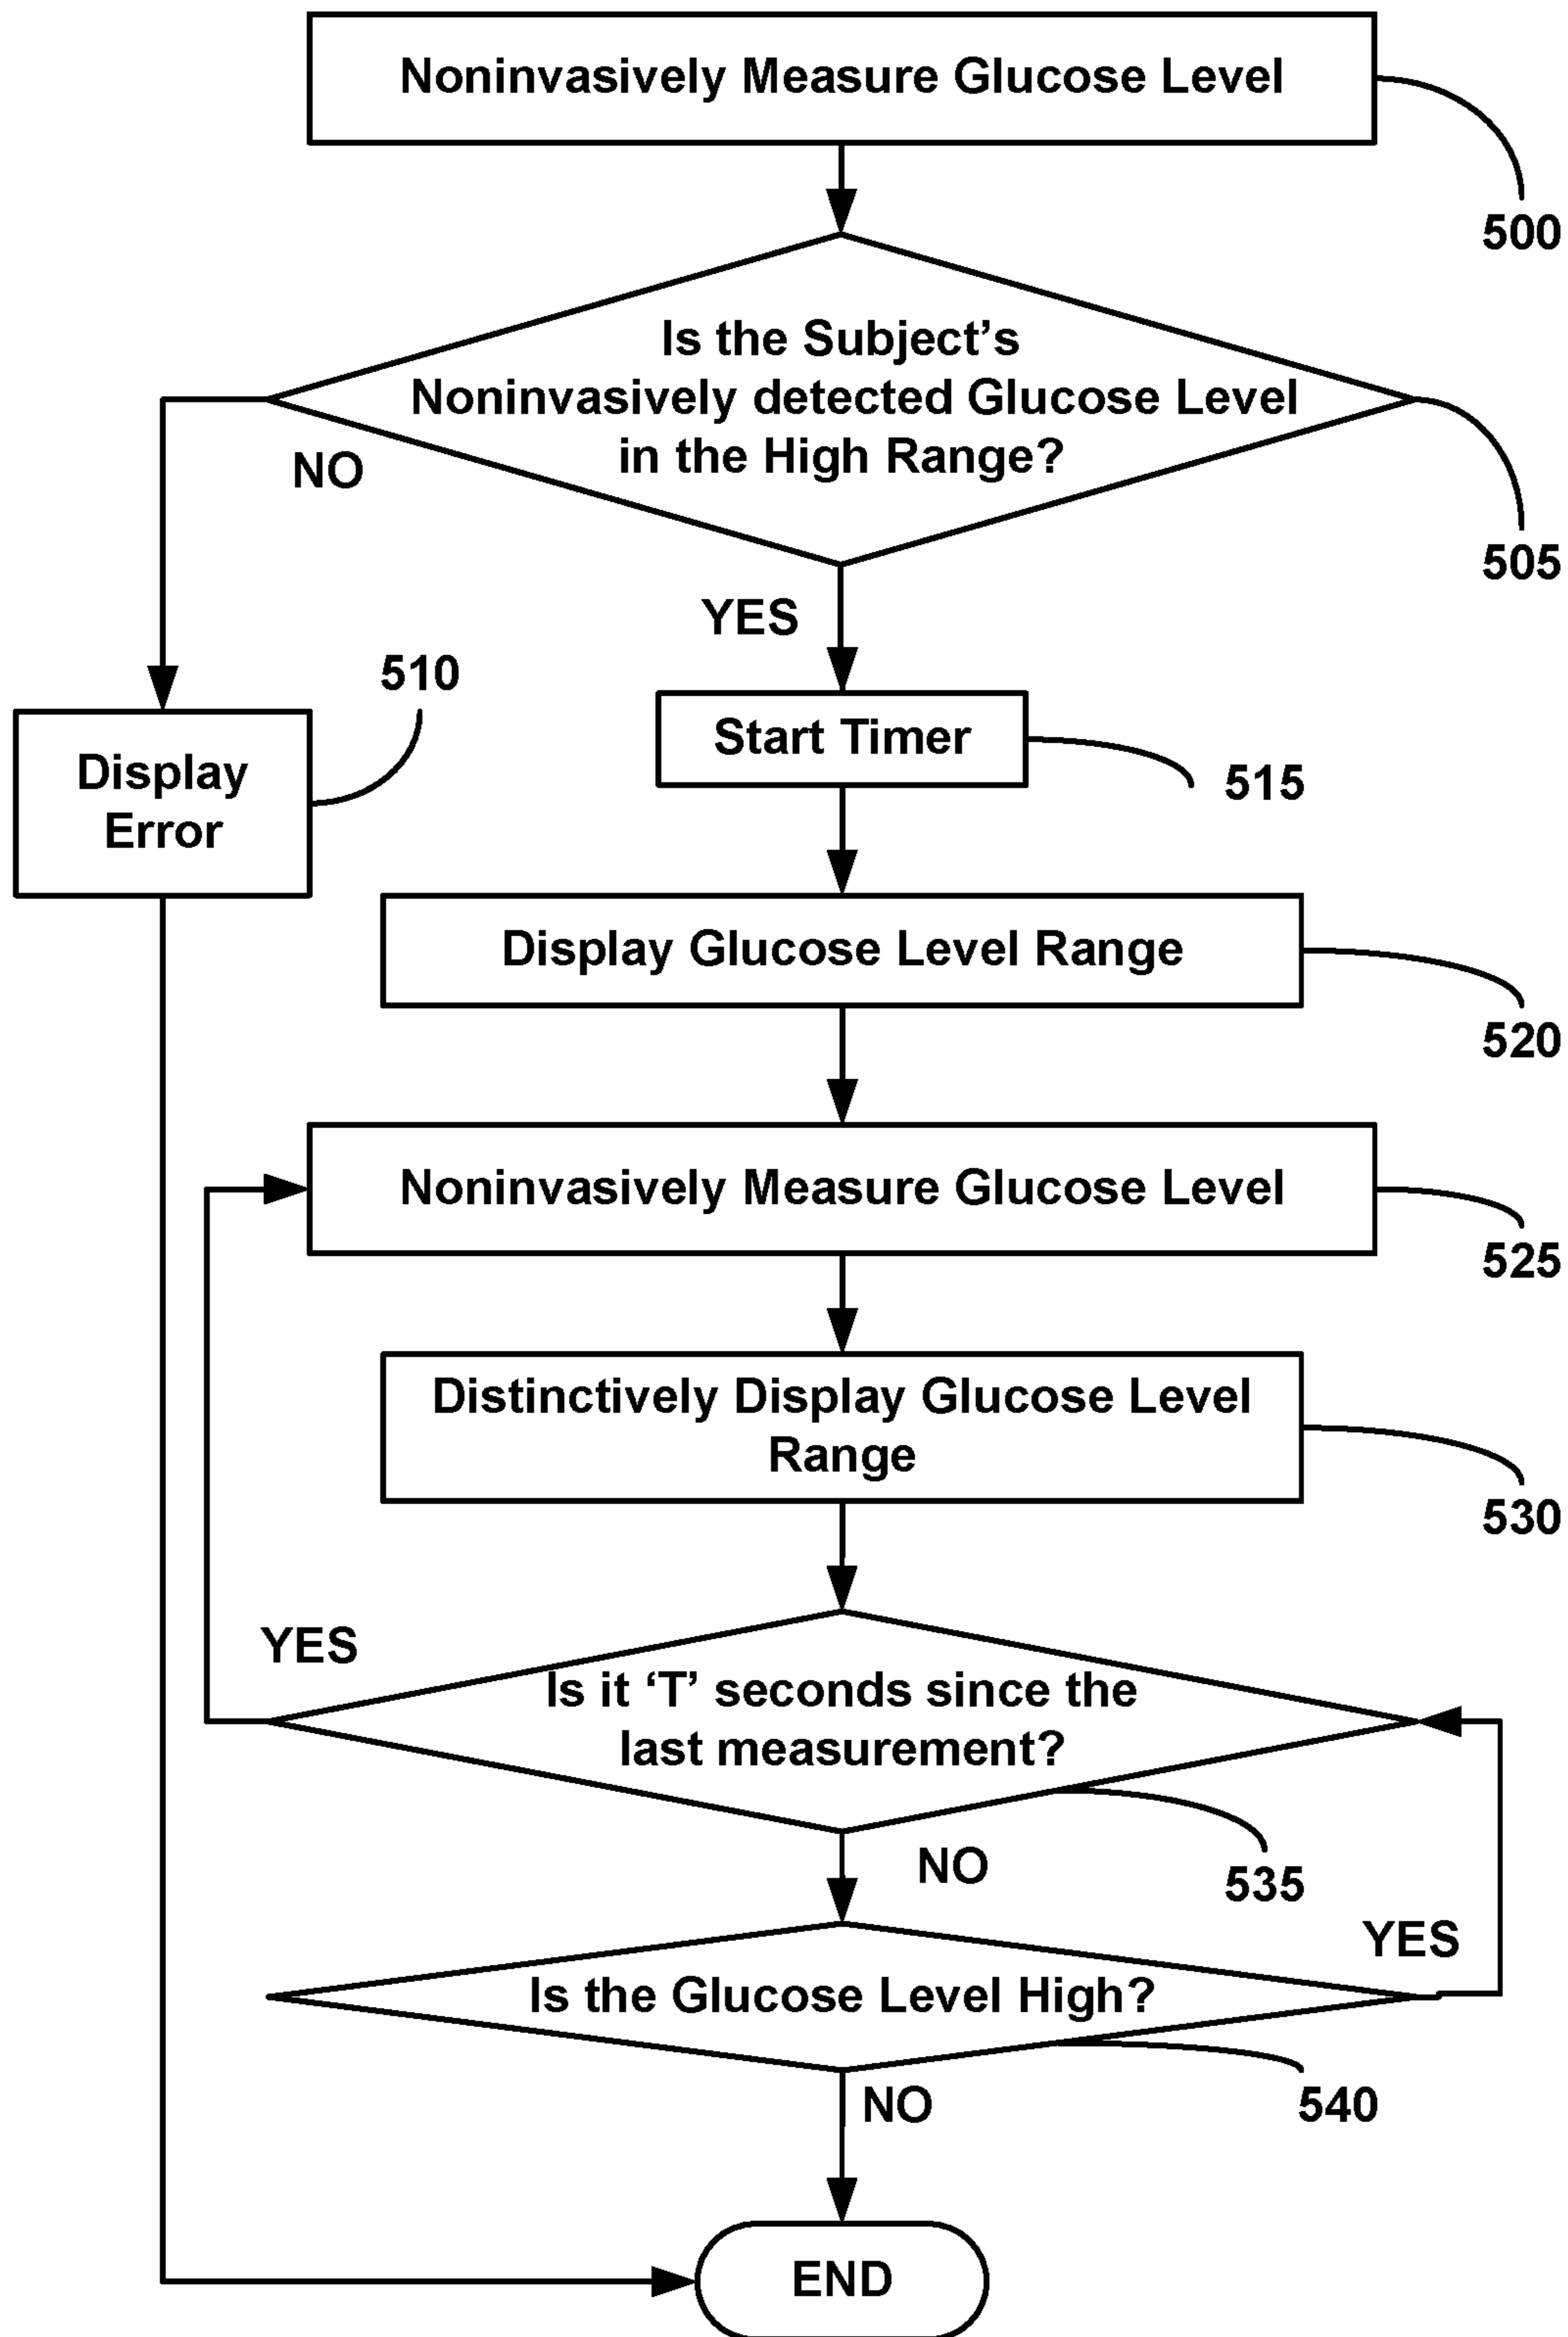 Noninvasively Measure Glucose Level
500
Is the Subject’s
Noninvasively detected Glucose Level
in the High Range?
NO
505
YES
510
Start Timer
515
Display
Error
Display Glucose Level Range
520
Noninvasively Measure Glucose Level
525
Distinctively Display Glucose Level
Range
530
YES
Is it ‘T’ seconds since the
last measurement?
NO
535
YES
Is the Glucose Level High?
540
NO
END